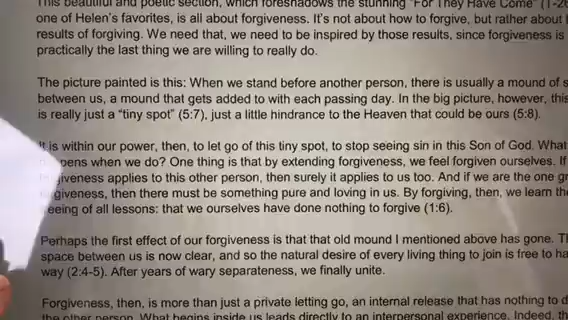 This beautiful and poetic section, which foreshadows the stunning "For They Have Come" (T-26
one of Helen's favorites, is all about forgiveness. It's not about how to forgive, but rather about
results of forgiving. We need that, we need to be inspired by those results, since forgiveness is
practically the last thing we are willing to really do.
The picture painted is this: When we stand before another person, there is usually a mound of s
between us, a mound that gets added to with each passing day. In the big picture, however, this
is really just a "tiny spot" (5:7), just a little hindrance to the Heaven that could be ours (5:8).
It is within our power, then, to let go of this tiny spot, to stop seeing sin in this Son of God. What
pens when we do? One thing is that by extending forgiveness, we feel forgiven ourselves. If
giveness applies to this other person, then surely it applies to us too. And if we are the one gr
giveness, then there must be something pure and loving in us. By forgiving, then, we learn the
eeing of all lessons: that we ourselves have done nothing to forgive (1:6).
Perhaps the first effect of our forgiveness is that that old mound I mentioned above has gone. T
space between us is now clear, and so the natural desire of every living thing to join is free to ha
way (2:4-5). After years of wary separateness, we finally unite.
Forgiveness, then, is more than just a private letting go, an internal release that has nothing to d
the other person. What begins inside us leads directly to an interpersonal experience. Indeed, th